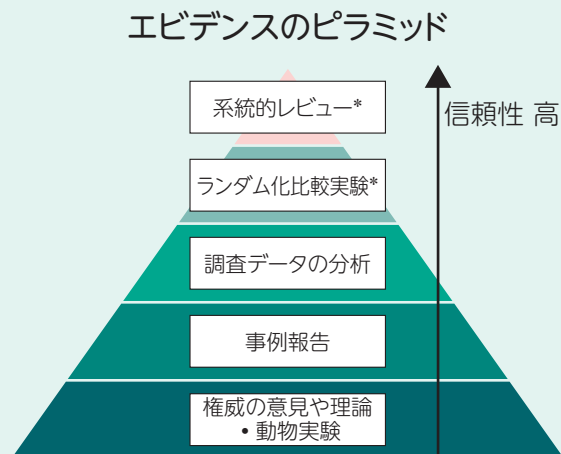 エビデンスのピラミッド
系統的レビュー*
信頼性 高
ランダム化比較実験*
調査データの分析
事例報告
権威の意見や理論
・動物実験